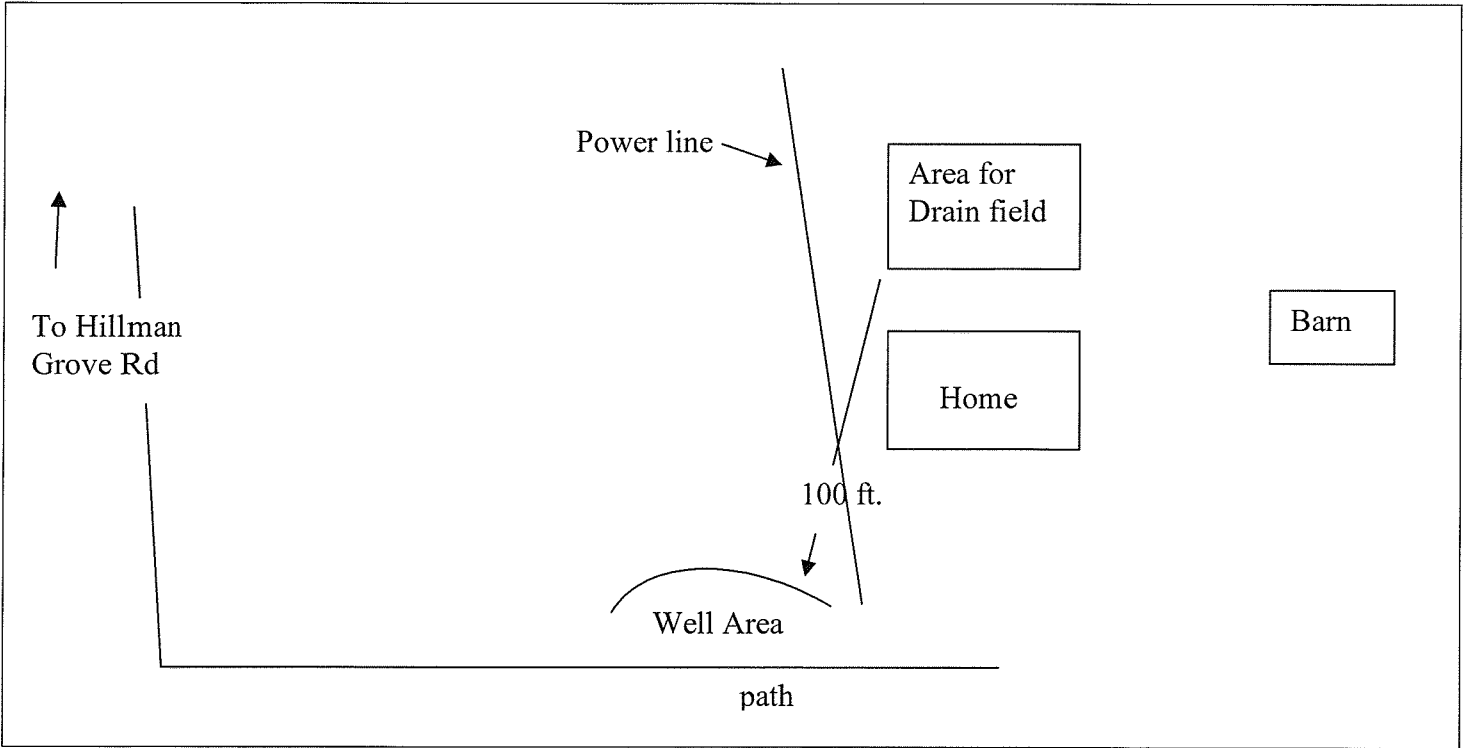 Power line
Area for
Drain field
To Hillman
Grove Rd
Barn
Home
100 ft.
Well Area
path